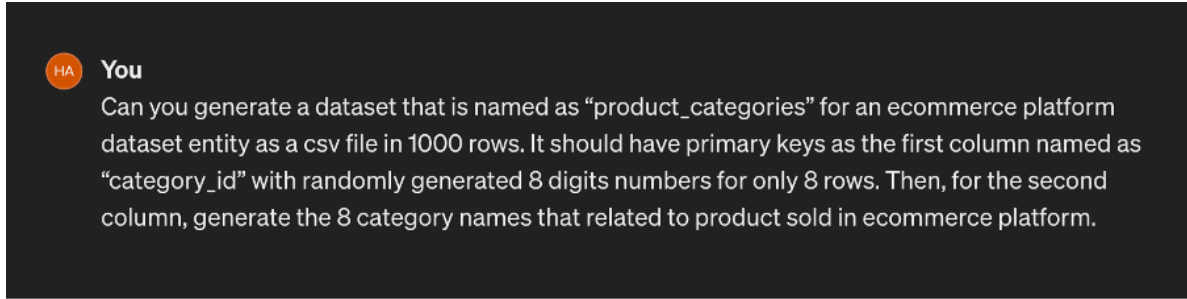 HA You
Can you generate a dataset that is named as “product_categories” for an ecommerce platform
dataset entity as a csv file in 1000 rows. It should have primary keys as the first column named as
“category_id” with randomly generated 8 digits numbers for only 8 rows. Then, for the second
column, generate the 8 category names that related to product sold in ecommerce platform.